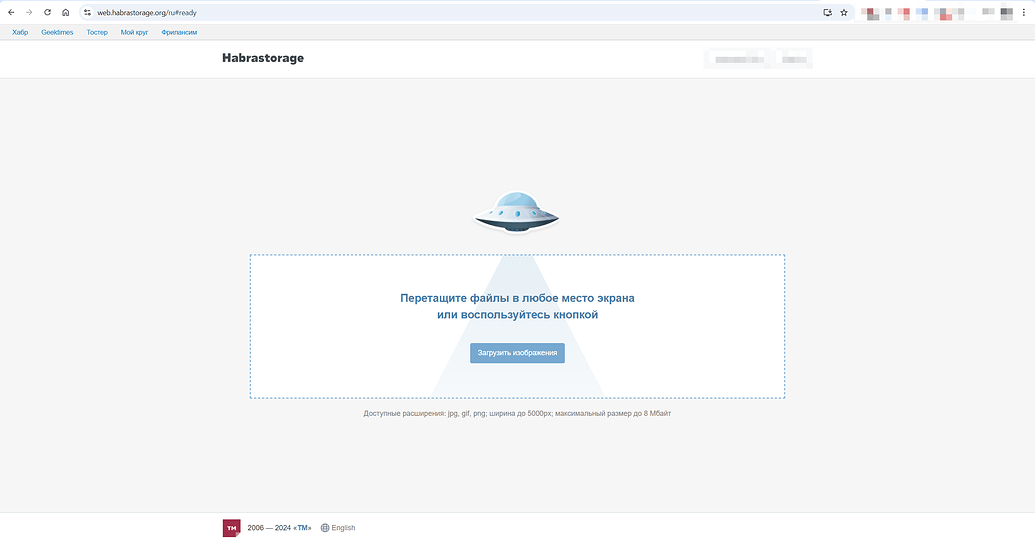 web.habrastorage.org/ru#ready
Хабр Geektimes Тостер Мой круг Фрилансим
Habrastorage
Перетащите файлы в любое место экрана
или воспользуйтесь кнопкой
Загрузить изображения
Доступные расширения: jpg, gif, png; ширина до 5000px; максимальный размер до 8 Мбайт
TM 2006 — 2024 «TM» English